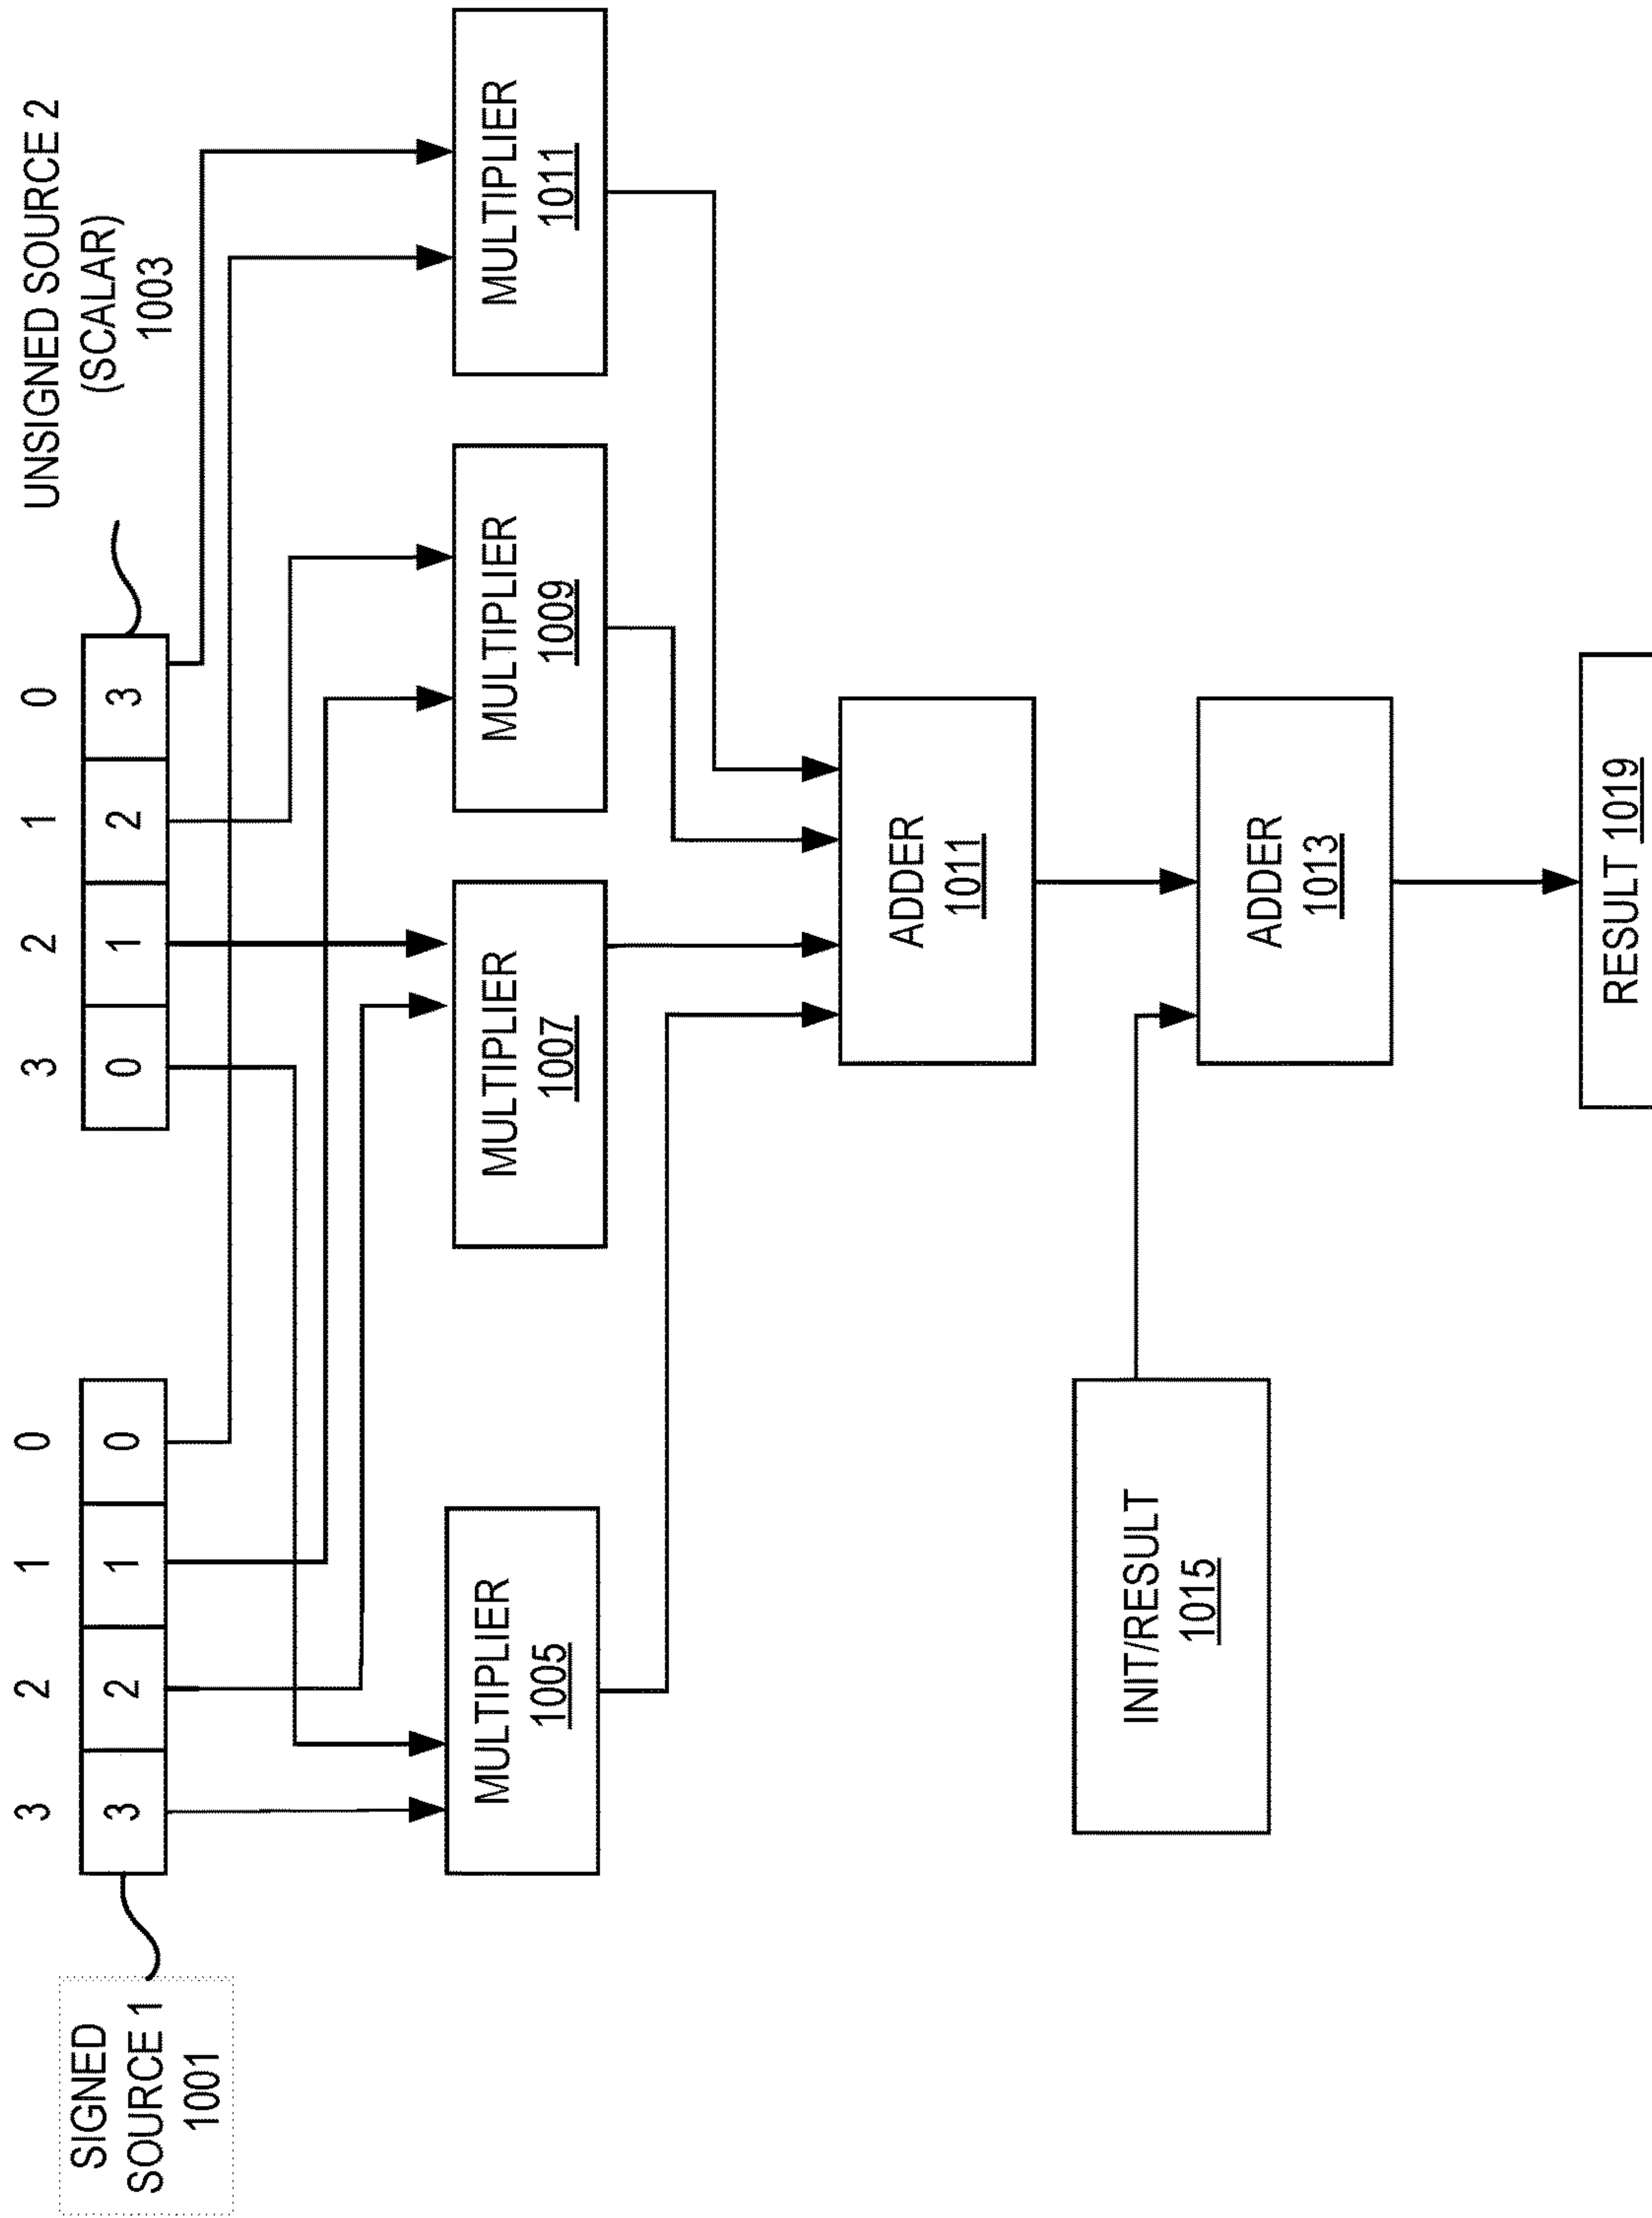 SIGNED
SOURCE 1
1001
3 2 1 0
3 2 1 0
3 2 1 0
0 1 2 3
UNSIGNED SOURCE 2
(SCALAR)
1003
MULTIPLIER
1005
MULTIPLIER
1007
MULTIPLIER
1009
MULTIPLIER
1011
ADDER
1011
INIT/RESULT
1015
ADDER
1013
RESULT 1019